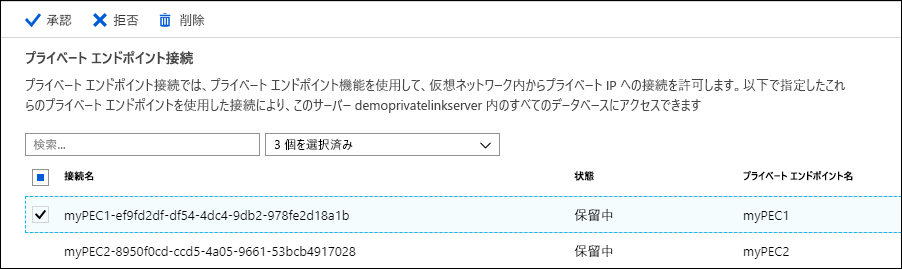 承認 拒否 削除
プライベート エンドポイント接続
プライベート エンドポイント接続では、プライベート エンドポイント機能を使用して、仮想ネットワーク内からプライベート IP への接続を許可します。以下で指定したこれ
らのプライベート エンドポイントを使用した接続により、このサーバー demoprivatelinkserver 内のすべてのデータベースにアクセスできます
検索... 3 個を選択済み
接続名 状態 プライベート エンドポイント名
myPEC1-ef9fd2df-df54-4dc4-9db2-978fe2d18a1b 保留中 myPEC1
myPEC2-8950f0cd-ccd5-4a05-9661-53bcb4917028 保留中 myPEC2